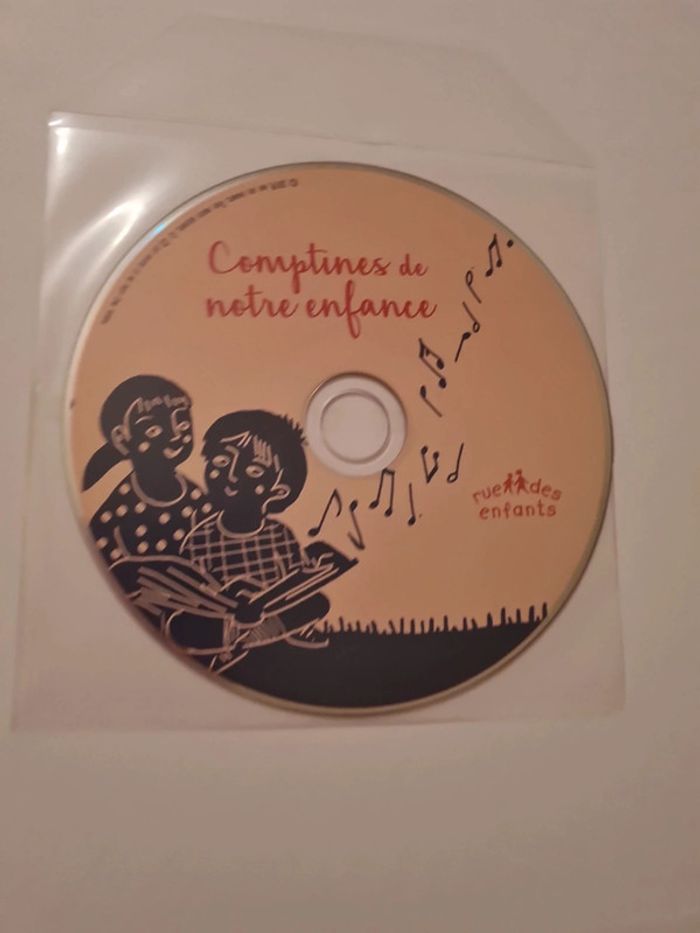 Comptines de
notre enfance
rue des
enfants